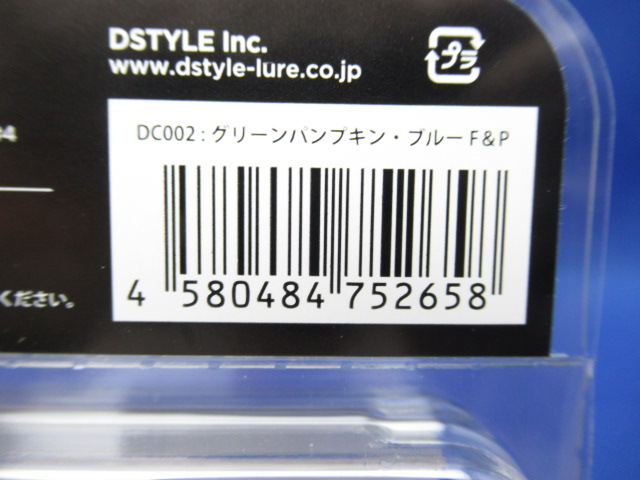 DSTYLE Inc.
www.dstyle-lure.co.jp
プラ
DC002:グリーンパンプキン・ブルーF&P
4 580484 752658
ください。